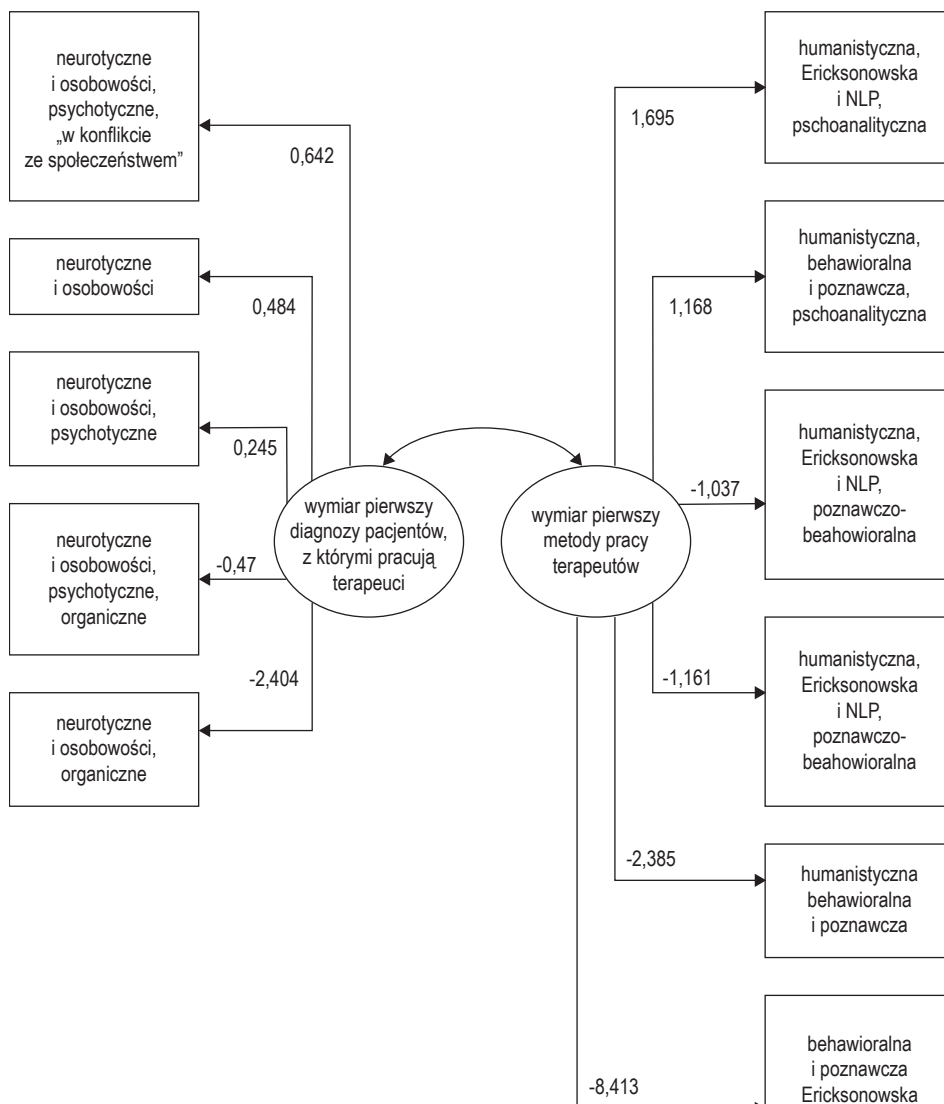 neurotyczne
i osobowości,
psychotyczne,
„w konflikcie
ze społeczeństwem”
0,642
neurotyczne
i osobowości
0,484
neurotyczne
i osobowości,
psychotyczne
0,245
neurotyczne
i osobowości,
psychotyczne,
organiczne
-0,47
neurotyczne
i osobowości,
organiczne
-2,404
wymiar pierwszy
diagnozy pacjentów,
z którymi pracują
terapeuci
wymiar pierwszy
metody pracy
terapeutów
1,695
humanistyczna,
Ericksonowska
i NLP,
pschoanalityczna
1,168
humanistyczna,
behawioralna
i poznawcza,
pschoanalityczna
-1,037
humanistyczna,
Ericksonowska
i NLP,
poznawczo-
beahowioralna
-1,161
humanistyczna,
Ericksonowska
i NLP,
poznawczo-
beahowioralna
-2,385
humanistyczna
behawioralna
i poznawcza
-8,413
behawioralna
i poznawcza
Ericksonowska